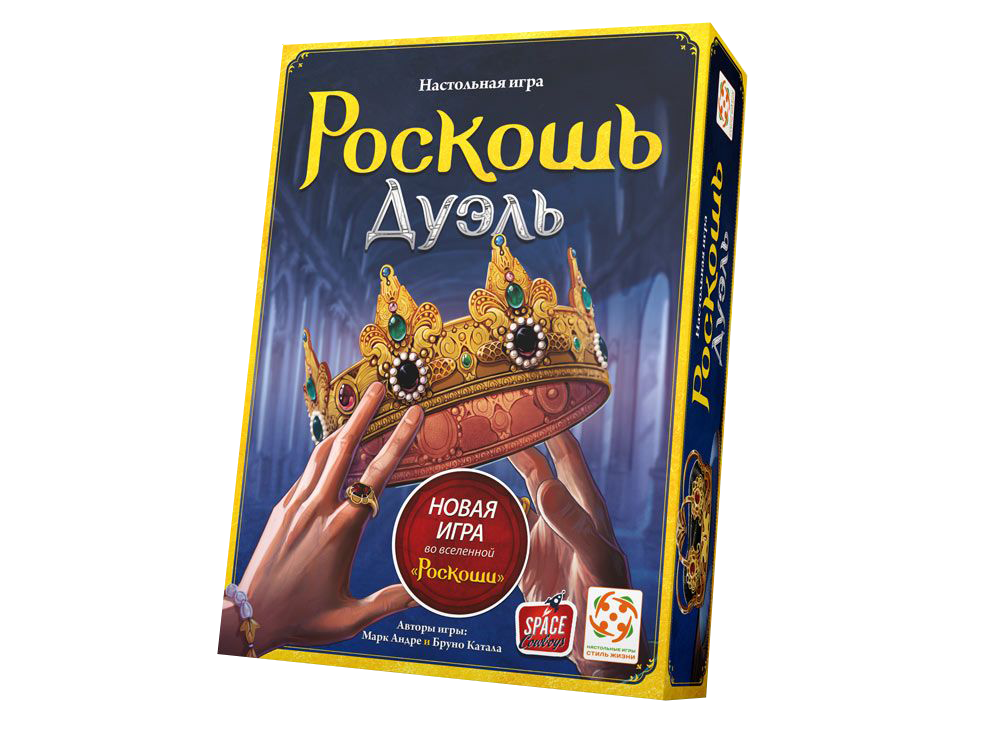 Настольная игра
Роскошь
Дуэль
НОВАЯ
ИГРА
во вселенной
«Роскоши»
Авторы игры:
Марк Андре и Бруно Катала
SPACE
Cowboys
НАСТОЛЬНЫЕ ИГРЫ
СТИЛЬ ЖИЗНИ
Настольная игра
Роскошь
Дуэль